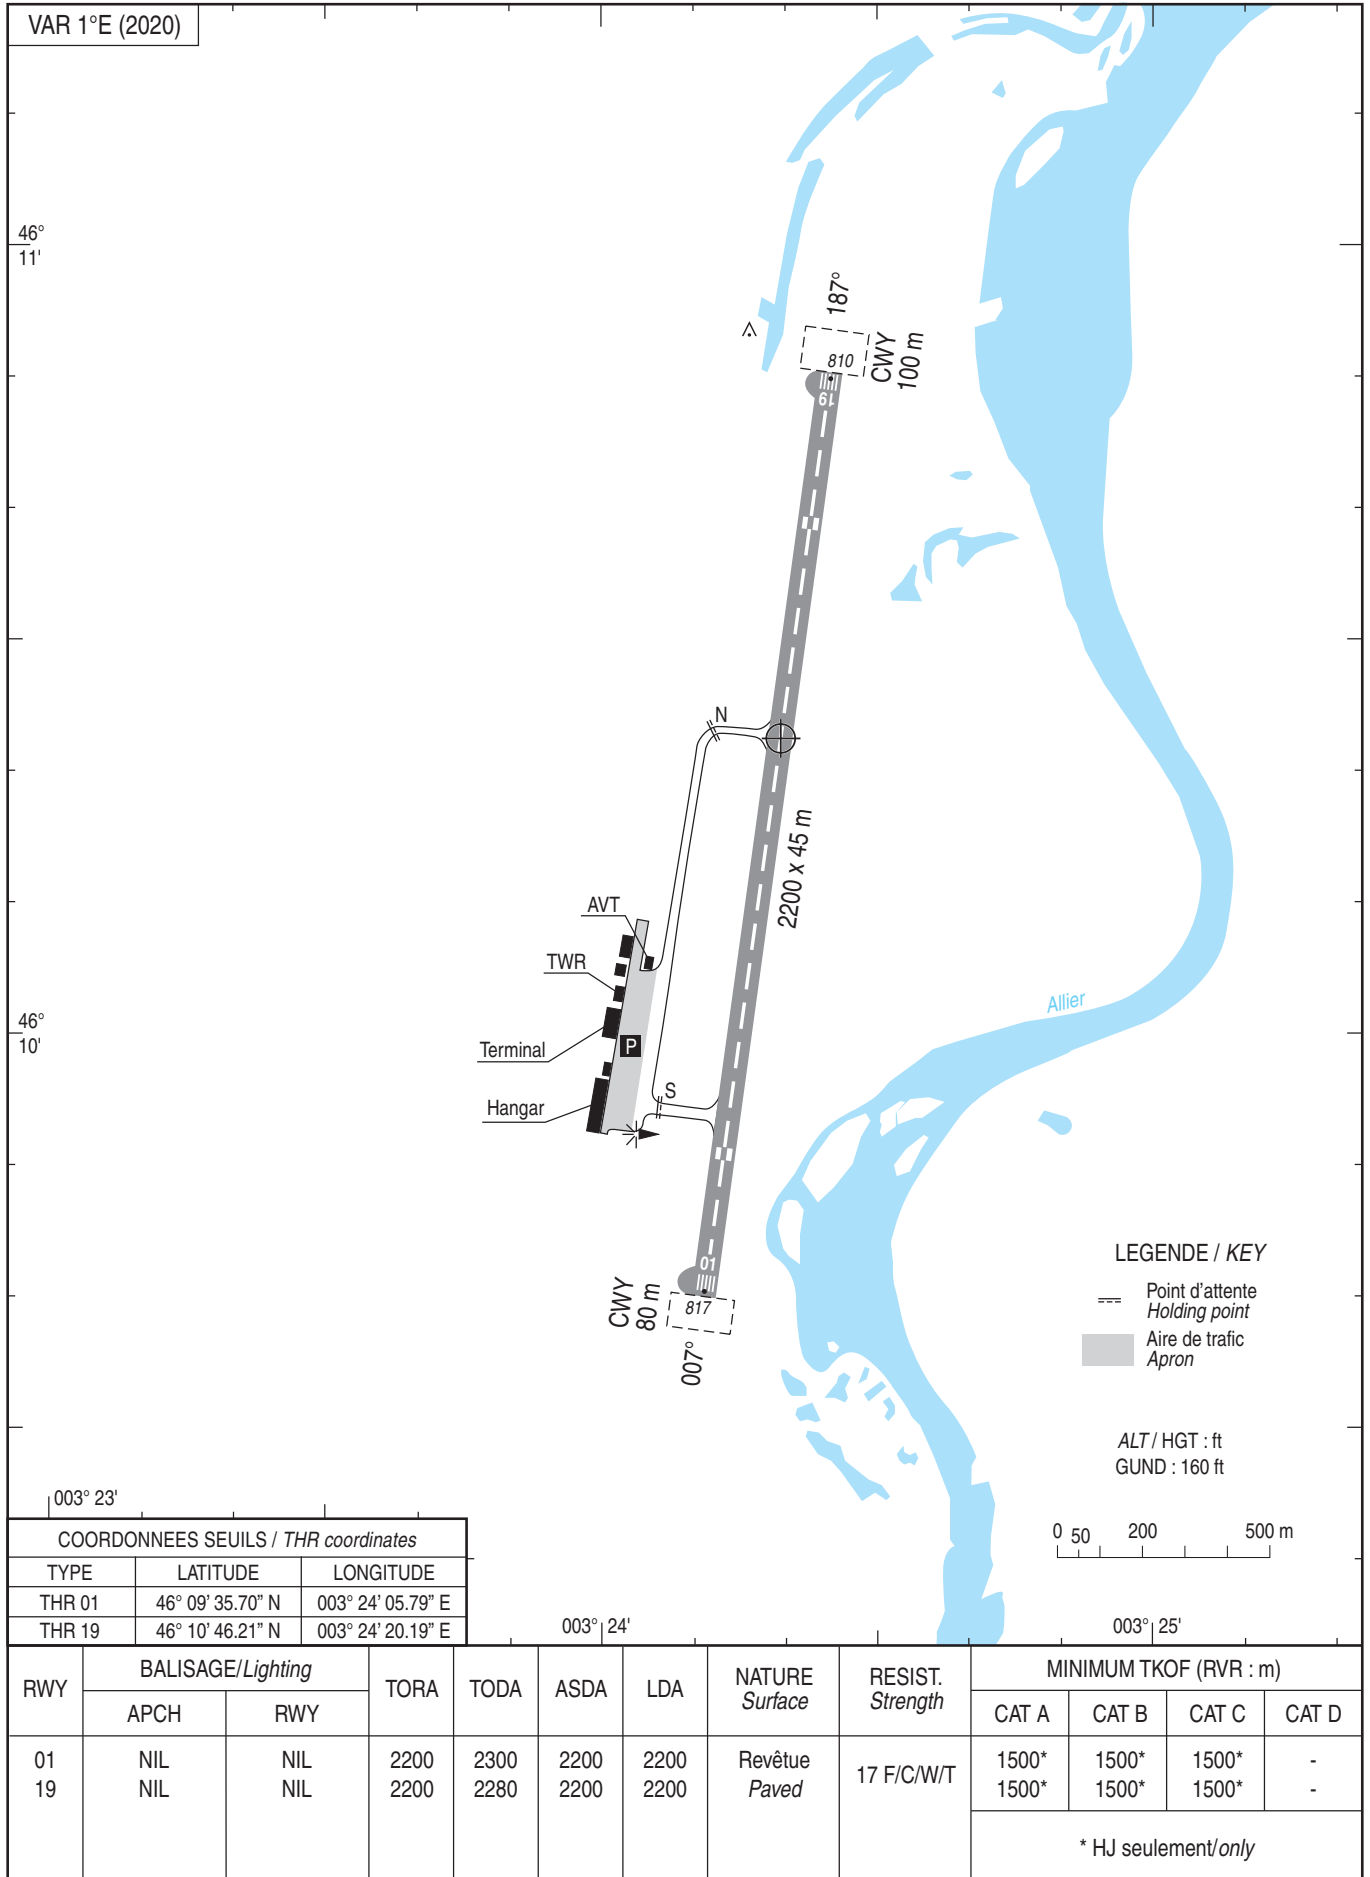 VAR 1°E (2020)
46°
11'
187°
CWY
100 m
810
19
N
2200 x 45 m
AVT
TWR
46°
10'
Terminal
P
Allier
S
Hangar
01
CWY
80 m
817
007°
LEGENDE / KEY
Point d'attente
Holding point
Aire de trafic
Apron
ALT / HGT : ft
GUND : 160 ft
003° 23'
0 50 200 500 m
COORDONNEES SEUILS / THR coordinates
TYPE LATITUDE LONGITUDE
THR 01 46° 09' 35.70" N 003° 24' 05.79" E
THR 19 46° 10' 46.21" N 003° 24' 20.19" E
003° 24' 003° 25'
RWY BALISAGE/Lighting TORA TODA ASDA LDA NATURE RESIST. MINIMUM TKOF (RVR : m)
Surface Strength
APCH RWY CAT A CAT B CAT C CAT D
01 NIL NIL 2200 2300 2200 2200 Revêtue 17 F/C/W/T 1500* 1500* 1500* -
19 NIL NIL 2200 2280 2200 2200 Paved 1500* 1500* 1500* -
* HJ seulement/only